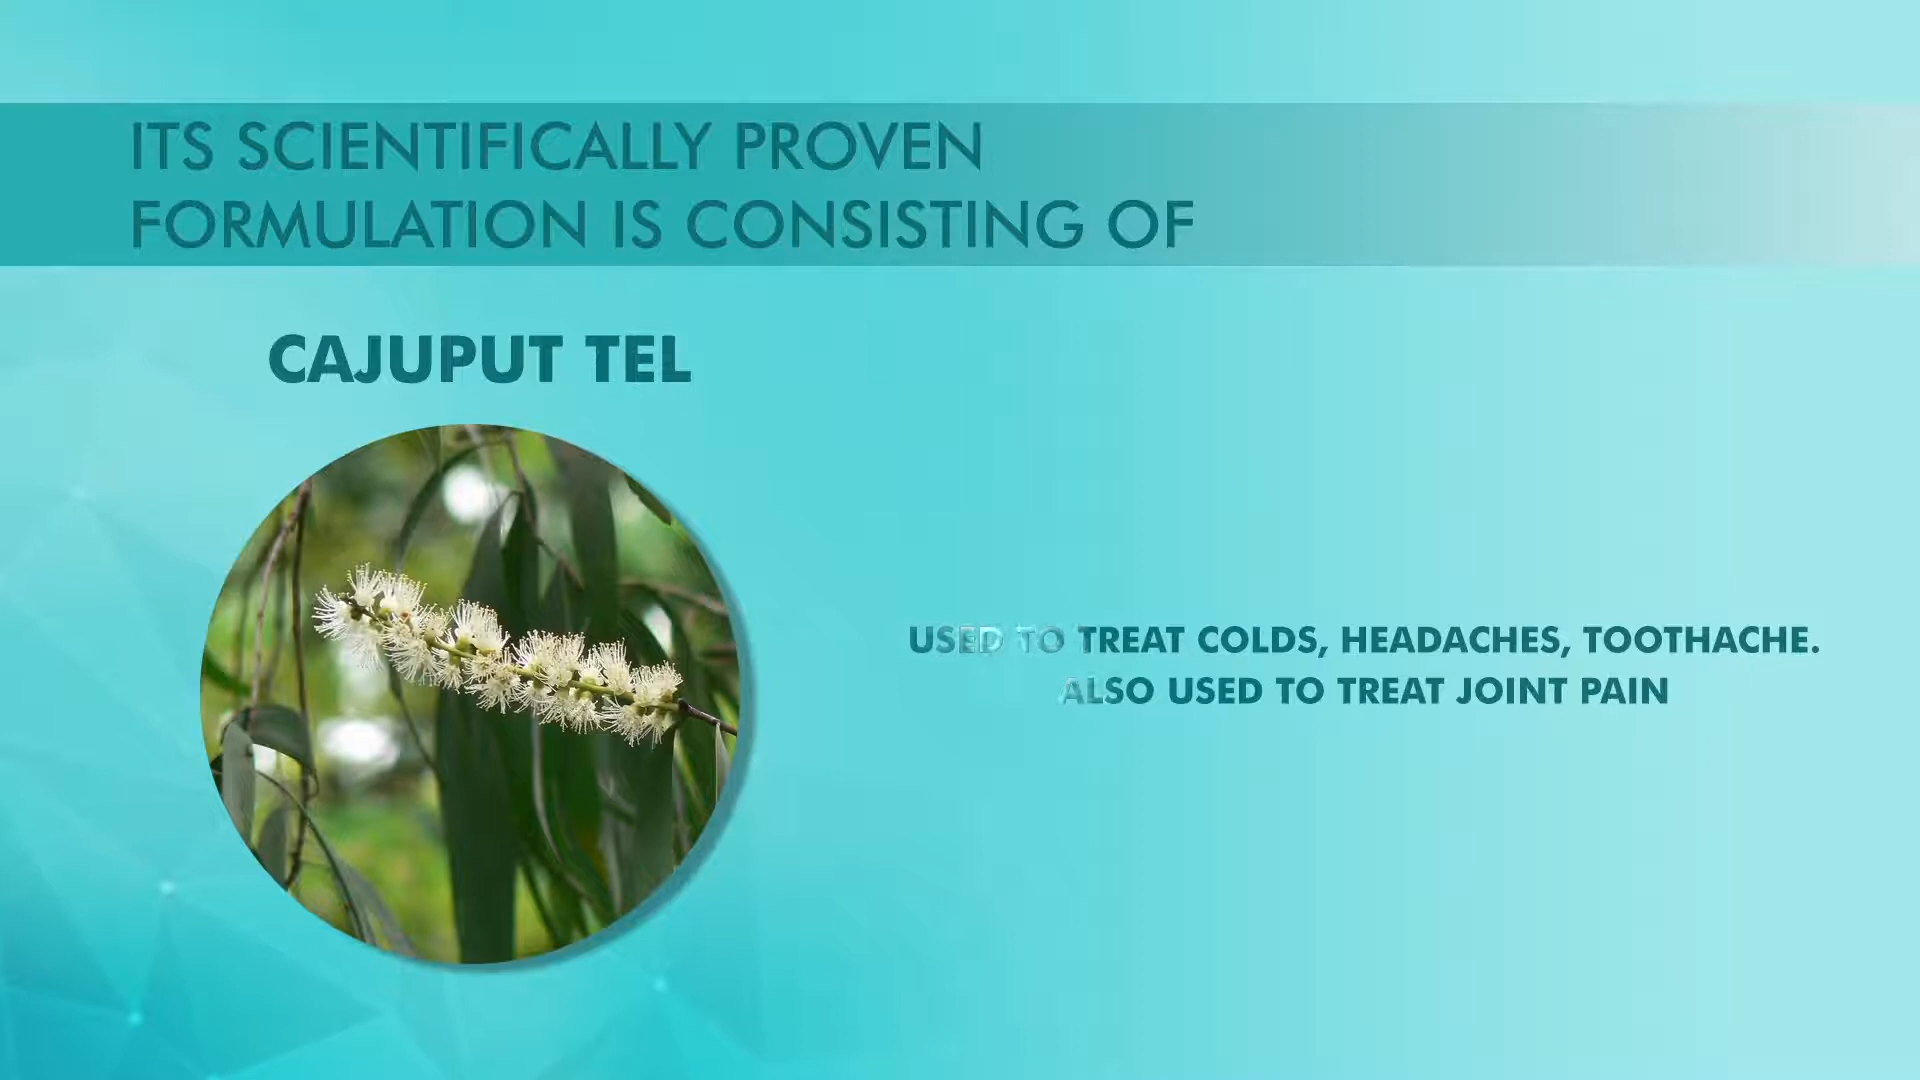 ITS SCIENTIFICALLY PROVEN
FORMULATION IS CONSISTING OF
CAJUPUT TEL
USED TO TREAT COLDS, HEADACHES, TOOTHACHE.
ALSO USED TO TREAT JOINT PAIN